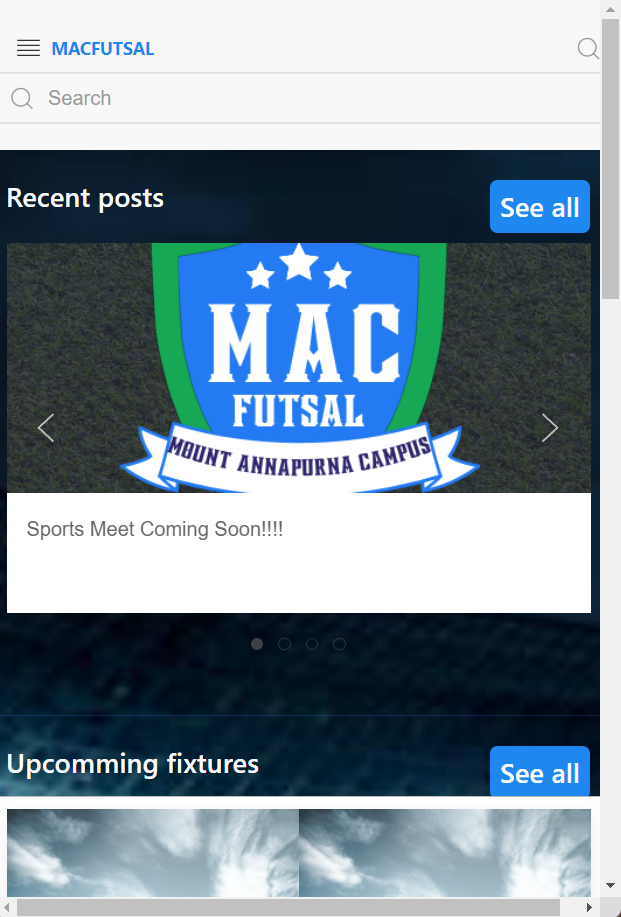 MACFUTSAL
Search
Recent posts
See all
MAC
FUTSAL
MOUNT ANNAPURNA CAMPUS
Sports Meet Coming Soon!!!!
Upcomming fixtures
See all